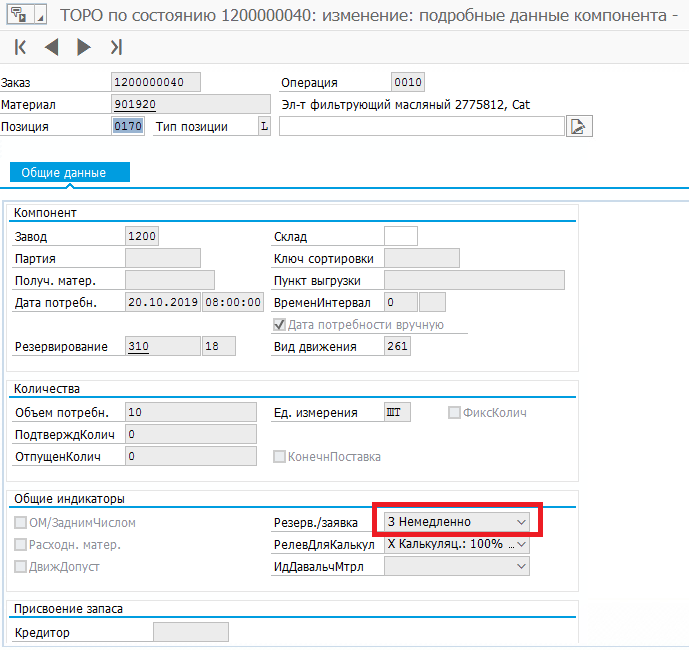 ТОРО по состоянию 1200000040: изменение: подробные данные компонента -
Заказ 1200000040 Операция 0010
Материал 901920 Эл-т фильтрующий масляный 2775812, Cat
Позиция 0170 Тип позиции L
Общие данные
Компонент
Завод 1200 Склад
Партия Ключ сортировки
Получ. матер. Пункт выгрузки
Дата потребн. 20.10.2019 08:00:00 ВременИнтервал 0
Дата потребности вручную
Резервирование 310 18 Вид движения 261
Количества
Объем потребн. 10 Ед. измерения ШТ ФиксКолич
ПодтверждКолич 0
ОтпущенКолич 0 КонечнПоставка
Общие индикаторы
ОМ/ЗаднимЧислом Резерв./заявка 3 Немедленно
Расходн. матер. РелевДляКалькул X Калькуляц.: 100% ...
ДвижДопуст ИдДавальчМтрл
Присвоение запаса
Кредитор